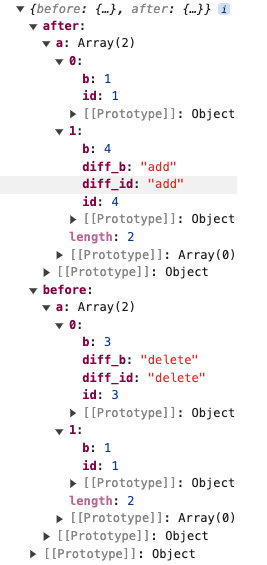 {before: {…}, after: {…}} i
after:
a: Array(2)
0:
b: 1
id: 1
[[Prototype]]: Object
1:
b: 4
diff_b: "add"
diff_id: "add"
id: 4
[[Prototype]]: Object
length: 2
[[Prototype]]: Array(0)
[[Prototype]]: Object
before:
a: Array(2)
0:
b: 3
diff_b: "delete"
diff_id: "delete"
id: 3
[[Prototype]]: Object
1:
b: 1
id: 1
[[Prototype]]: Object
length: 2
[[Prototype]]: Array(0)
[[Prototype]]: Object
[[Prototype]]: Object